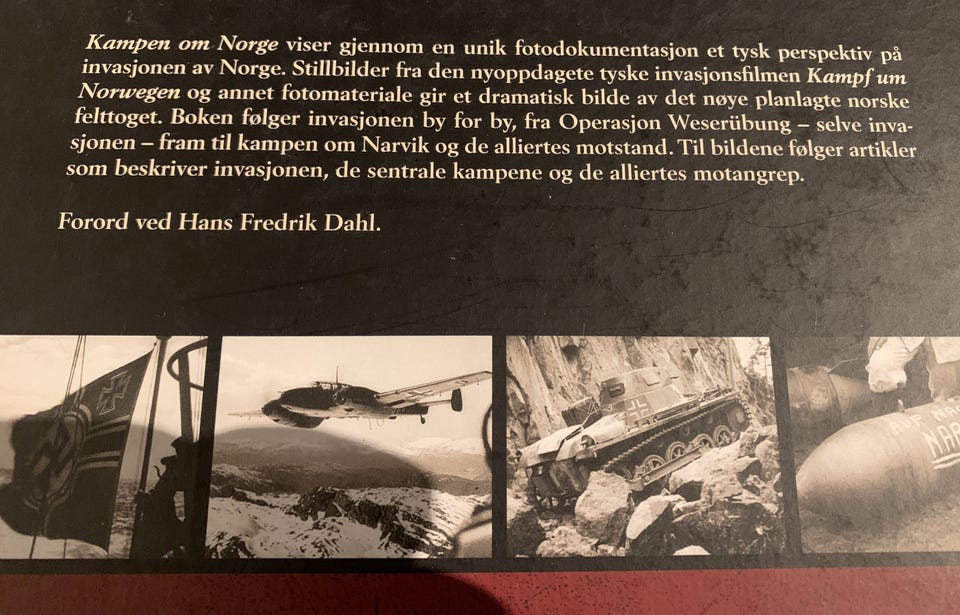 Kampen om Norge viser gjennom en unik fotodokumentasjon et tysk perspektiv på
invasjonen av Norge. Stillbilder fra den nyoppdagete tyske invasjonsfilmen Kampf um
Norwegen og annet fotomateriale gir et dramatisk bilde av det nøye planlagte norske
felttoget. Boken følger invasjonen by for by, fra Operasjon Weserübung – selve inva-
sjonen – fram til kampen om Narvik og de alliertes motstand. Til bildene følger artikler
som beskriver invasjonen, de sentrale kampene og de alliertes motangrep.
Forord ved Hans Fredrik Dahl.
AUF
NAR